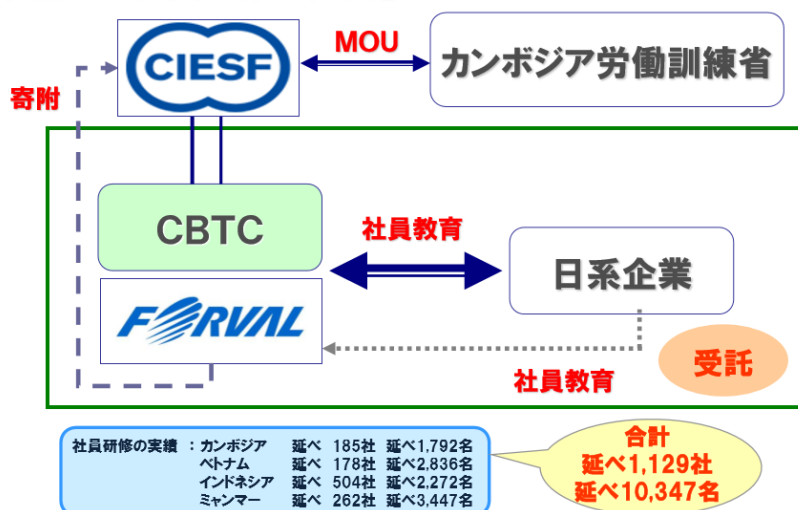 CIESF
MOU
カンボジア労働訓練省
寄附
CBTC
社員教育
日系企業
FORVAL
社員教育
受託
社員研修の実績 : カンボジア 延べ 185社 延べ1,792名
ベトナム 延べ 178社 延べ2,836名
インドネシア 延べ 504社 延べ2,272名
ミャンマー 延べ 262社 延べ3,447名
合計
延べ1,129社
延べ10,347名